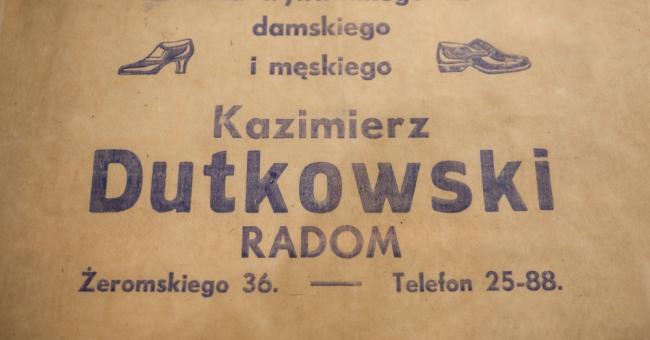 damskiego
i męskiego
Kazimierz
Dutkowski
RADOM
Żeromskiego 36. — Telefon 25-88.